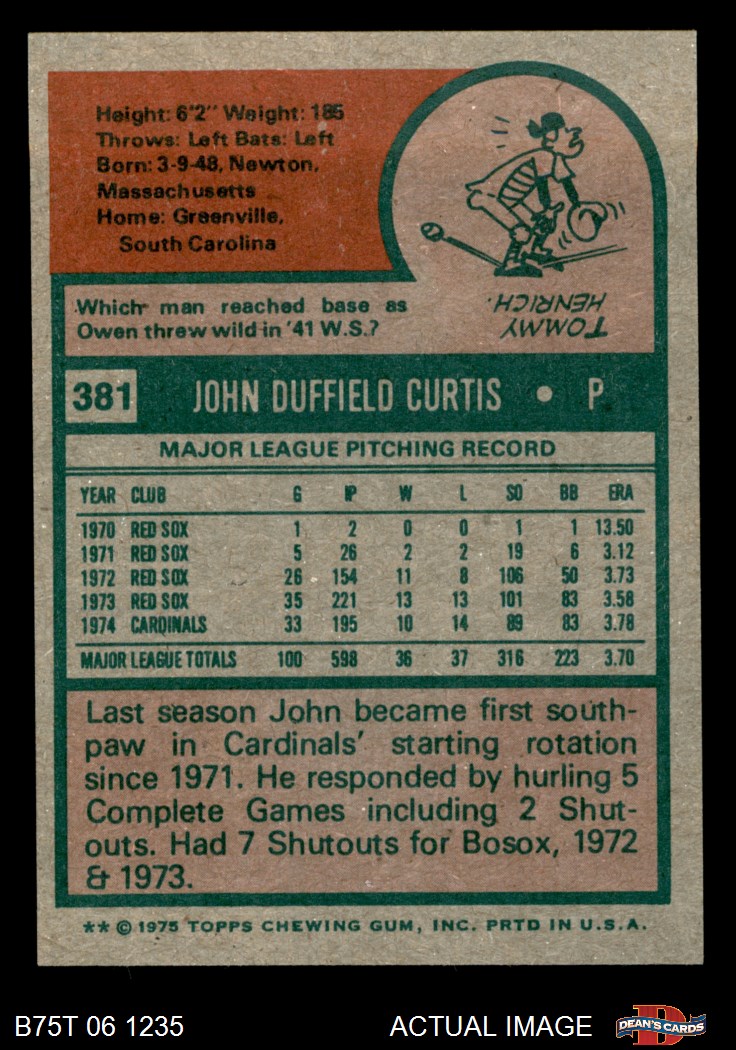 Height: 6'2" Weight: 185
Throws: Left Bats: Left
Born: 3-9-48, Newton,
Massachusetts
Home: Greenville,
South Carolina
Which man reached base as
Owen threw wild in '41 W.S.?
TOMMY
HENRICH.
381 JOHN DUFFIELD CURTIS • P
MAJOR LEAGUE PITCHING RECORD
YEAR CLUB G IP W L SO BB ERA
1970 RED SOX 1 2 0 0 1 1 13.50
1971 RED SOX 5 26 2 2 19 6 3.12
1972 RED SOX 26 154 11 8 106 50 3.73
1973 RED SOX 35 221 13 13 101 83 3.58
1974 CARDINALS 33 195 10 14 89 83 3.78
MAJOR LEAGUE TOTALS 100 598 36 37 316 223 3.70
Last season John became first south-
paw in Cardinals' starting rotation
since 1971. He responded by hurling 5
Complete Games including 2 Shut-
outs. Had 7 Shutouts for Bosox, 1972
& 1973.
** © 1975 TOPPS CHEWING GUM, INC. PRTD IN U.S.A.
B75T 06 1235 ACTUAL IMAGE
D
DEAN'S CARDS